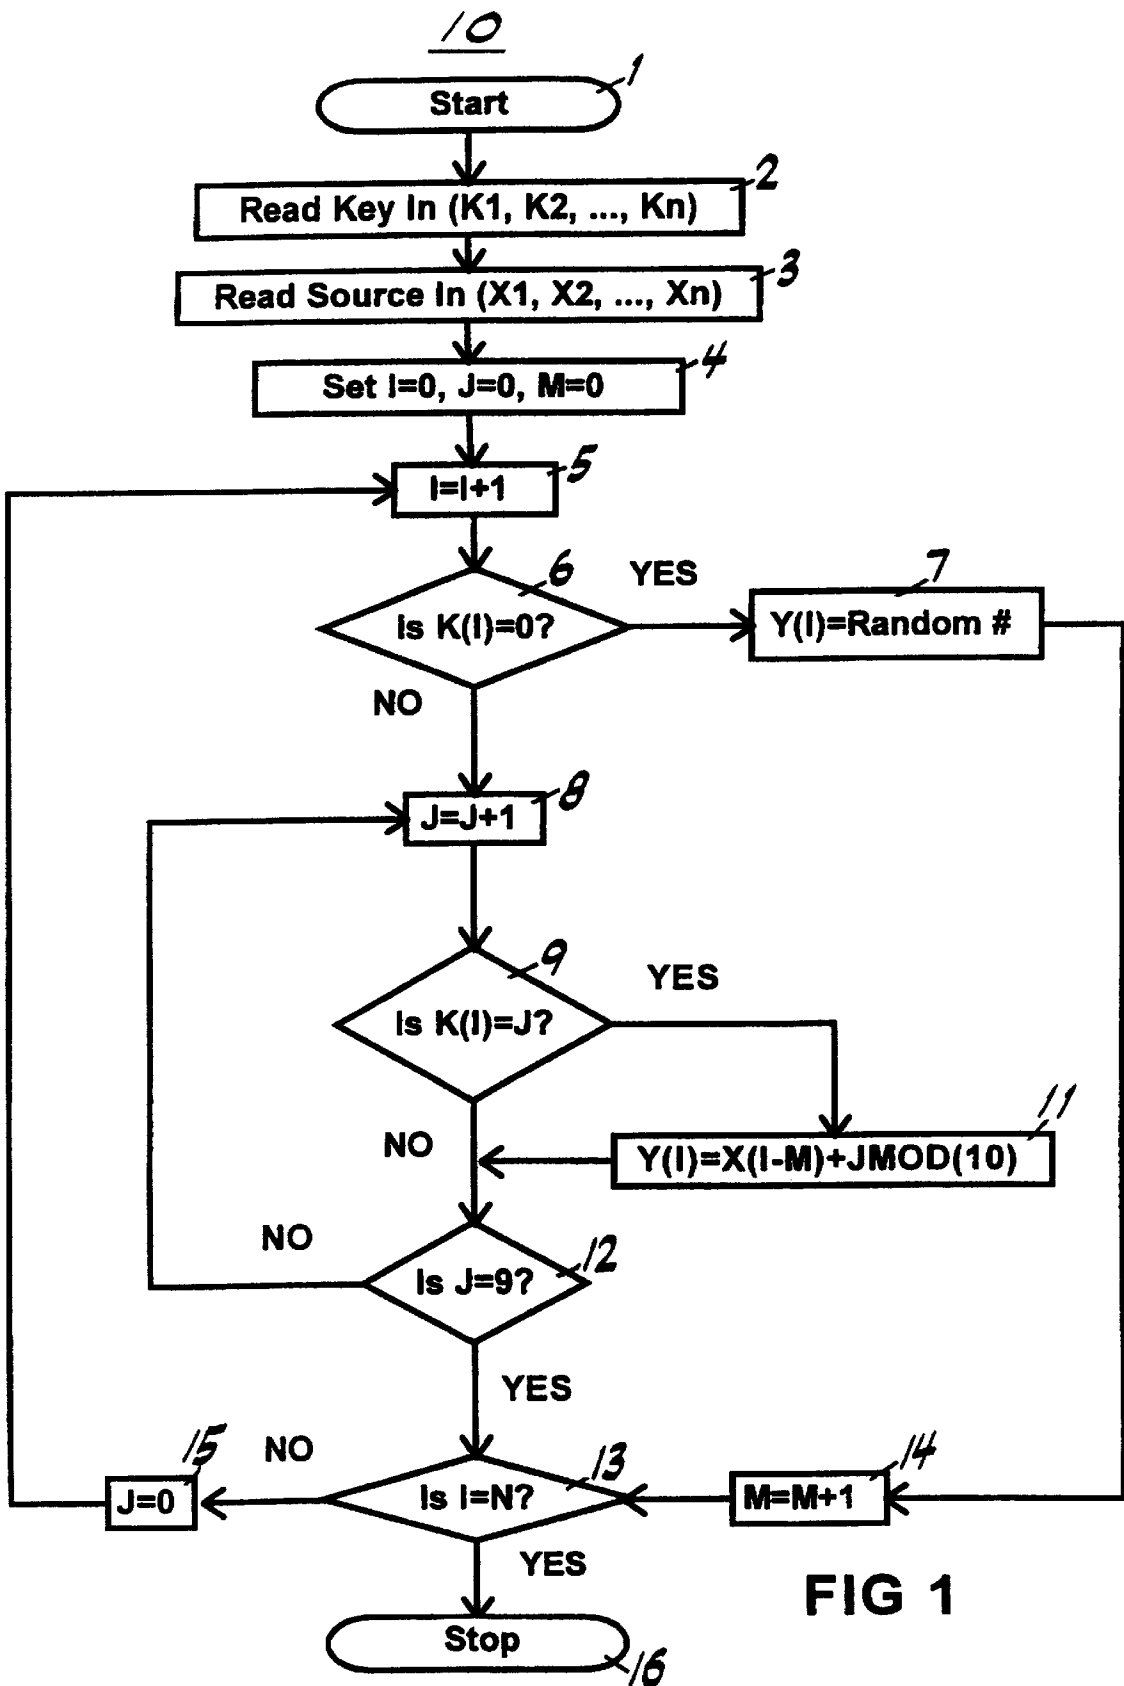 10
1
Start
2
Read Key In (K1, K2, ..., Kn)
3
Read Source In (X1, X2, ..., Xn)
4
Set I=0, J=0, M=0
5
I=I+1
6
YES
7
Is K(I)=0?
Y(I)=Random #
NO
8
J=J+1
9
YES
Is K(I)=J?
11
NO
Y(I)=X(I-M)+JMOD(10)
NO
12
Is J=9?
YES
15
NO
13
14
J=0
Is I=N?
M=M+1
YES
FIG 1
Stop
16